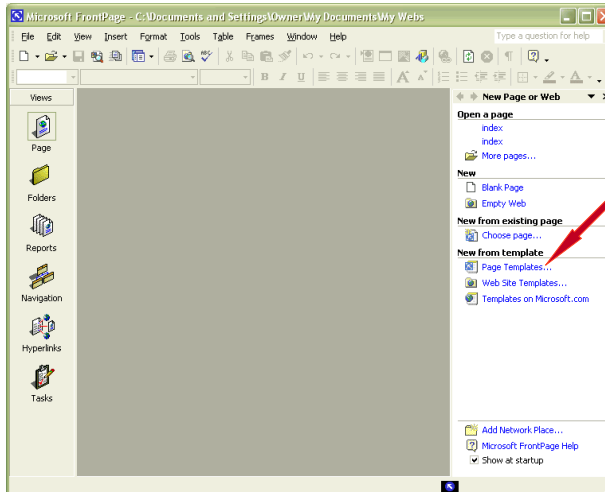 Microsoft FrontPage - C:\Documents and Settings\Owner\My Documents\My Webs
File Edit View Insert Format Tools Table Frames Window Help
Type a question for help
B I U
Views
Page
Folders
Reports
Navigation
Hyperlinks
Tasks
New Page or Web
Open a page
index
index
More pages...
New
Blank Page
Empty Web
New from existing page
Choose page...
New from template
Page Templates...
Web Site Templates...
Templates on Microsoft.com
Add Network Place...
Microsoft FrontPage Help
Show at startup